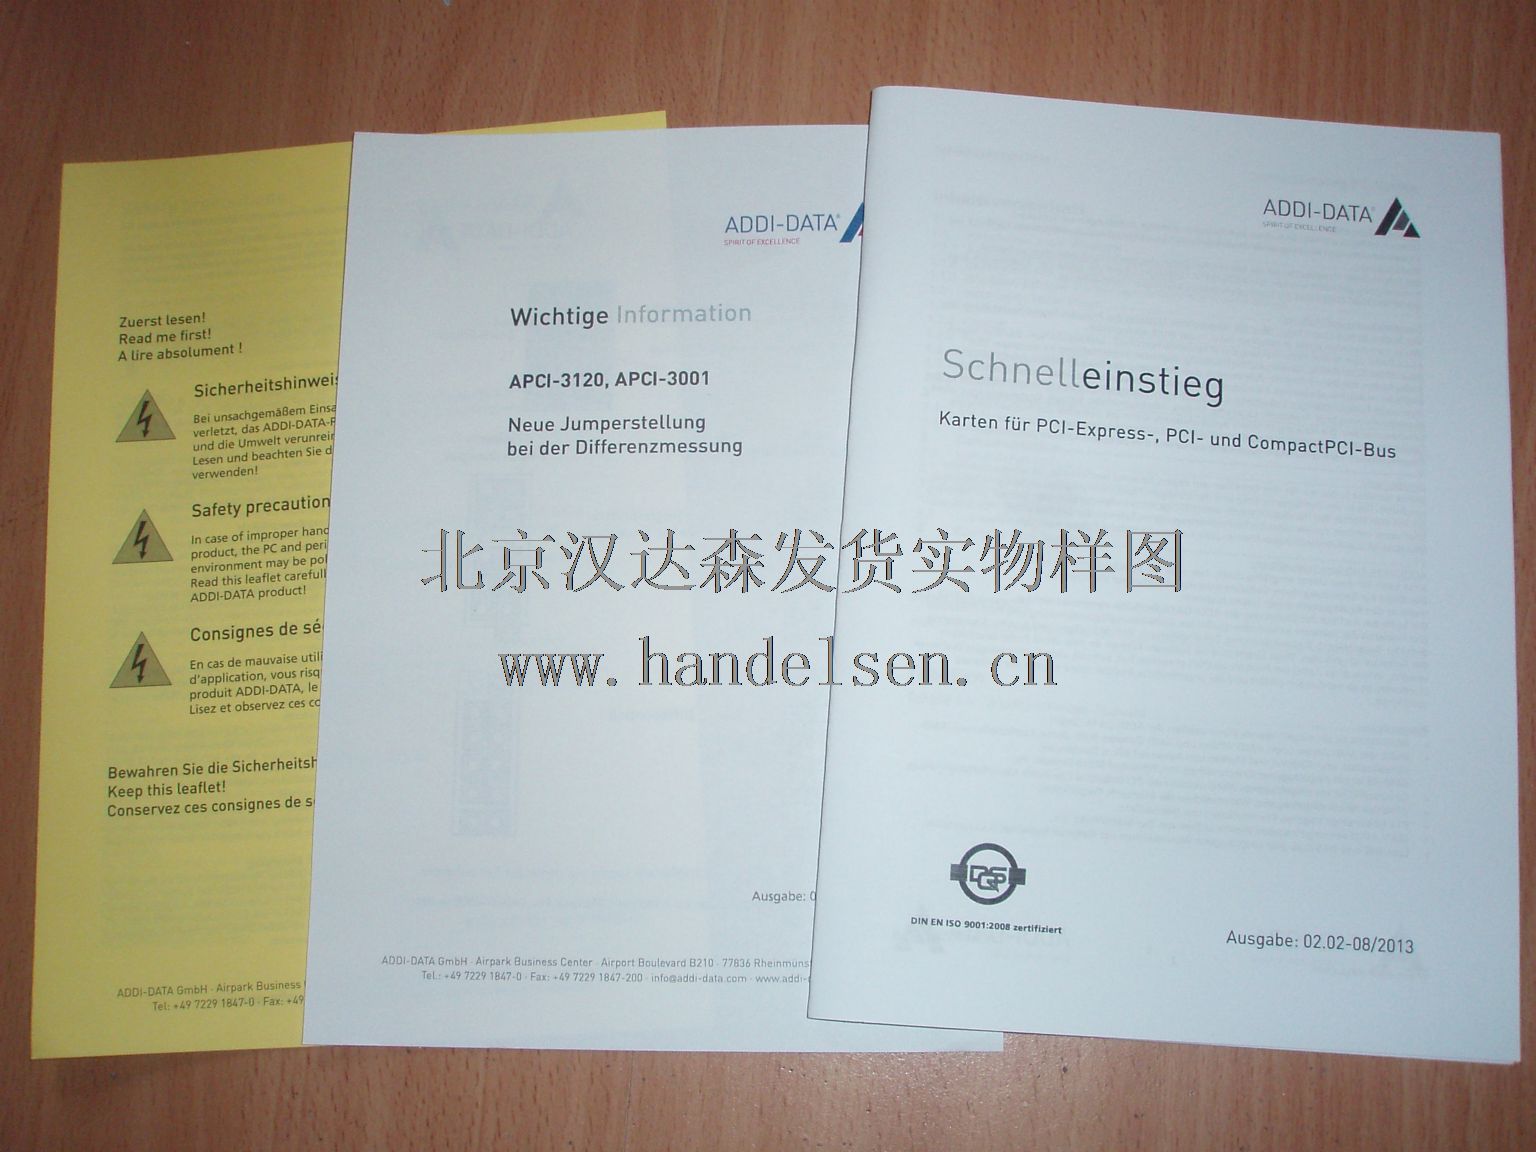 Zuerst lesen!
Read me first!
A lire absolument !
Sicherheitshinweis
Bei unsachgemäßem Einsa
verletzt, das ADDI-DATA-P
und die Umwelt verunrein
Lesen und beachten Sie d
verwenden!
Safety precaution
In case of improper hand
product, the PC and peri
environment may be pol
Read this leaflet carefull
ADDI-DATA product!
Consignes de sé
En cas de mauvaise utili
d'application, vous risq
produit ADDI-DATA, le
Lisez et observez ces co
Bewahren Sie die Sicherheitsh
Keep this leaflet!
Conservez ces consignes de s
ADDI-DATA GmbH · Airpark Business
Tel: +49 7229 1847-0 · Fax: +49
ADDI-DATA®
SPIRIT OF EXCELLENCE
Wichtige Information
APCI-3120, APCI-3001
Neue Jumperstellung
bei der Differenzmessung
Ausgabe: 0
ADDI-DATA GmbH · Airpark Business Center · Airport Boulevard B210 · 77836 Rheinmüns
Tel.: +49 7229 1847-0 · Fax: +49 7229 1847-200 · info@addi-data.com · www.addi-d
ADDI-DATA®
SPIRIT OF EXCELLENCE
Schnelleinstieg
Karten für PCI-Express-, PCI- und CompactPCI-Bus
DQS
DIN EN ISO 9001:2008 zertifiziert
Ausgabe: 02.02-08/2013
北京汉达森发货实物样图
www.handelsen.cn